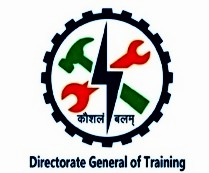 कौशलं बलम्
Directorate General of Training